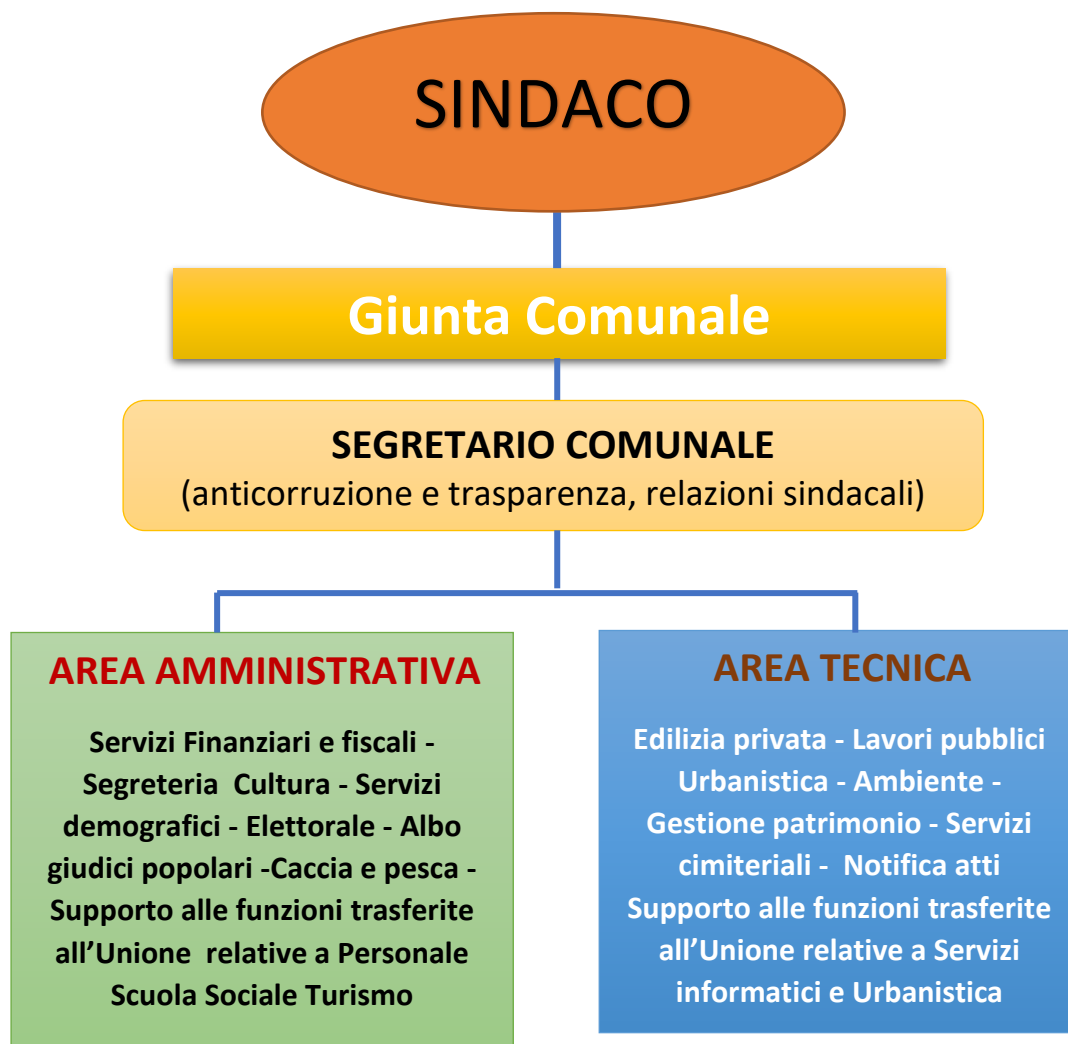 SINDACO
Giunta Comunale
SEGRETARIO COMUNALE
(anticorruzione e trasparenza, relazioni sindacali)
AREA AMMINISTRATIVA
Servizi Finanziari e fiscali -
Segreteria  Cultura - Servizi
demografici - Elettorale - Albo
giudici popolari -Caccia e pesca -
Supporto alle funzioni trasferite
all’Unione  relative a Personale
Scuola Sociale Turismo
AREA TECNICA
Edilizia privata - Lavori pubblici
Urbanistica - Ambiente -
Gestione patrimonio - Servizi
cimiteriali -  Notifica atti
Supporto alle funzioni trasferite
all’Unione relative a Servizi
informatici e Urbanistica